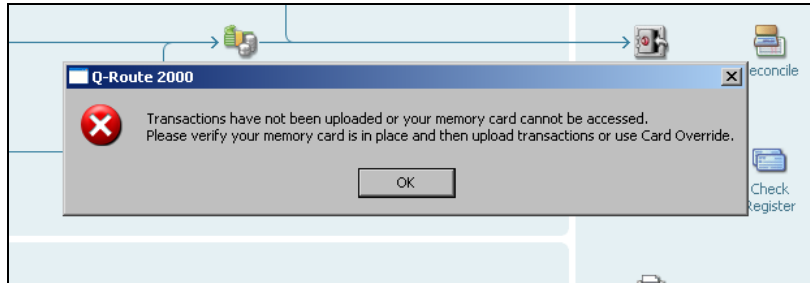 Q-Route 2000
econcile
Transactions have not been uploaded or your memory card cannot be accessed.
Please verify your memory card is in place and then upload transactions or use Card Override.
OK
Check
Register